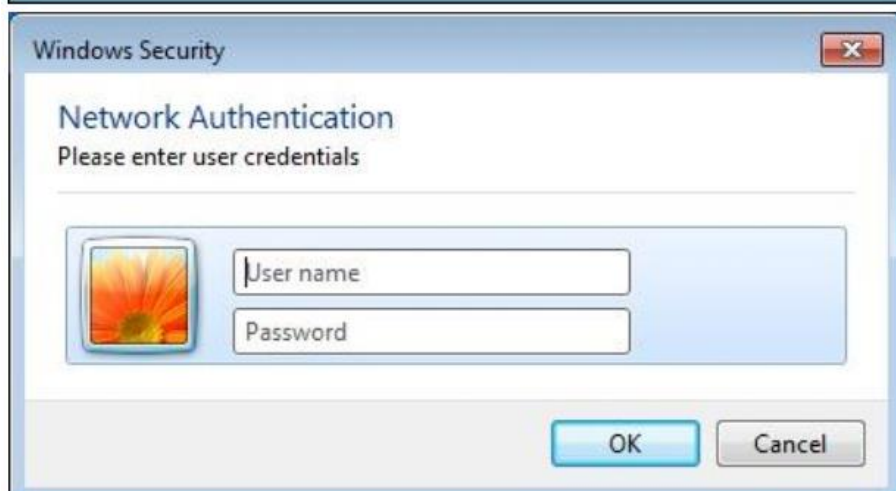 Windows Security
Network Authentication
Please enter user credentials
User name
Password
OK
Cancel